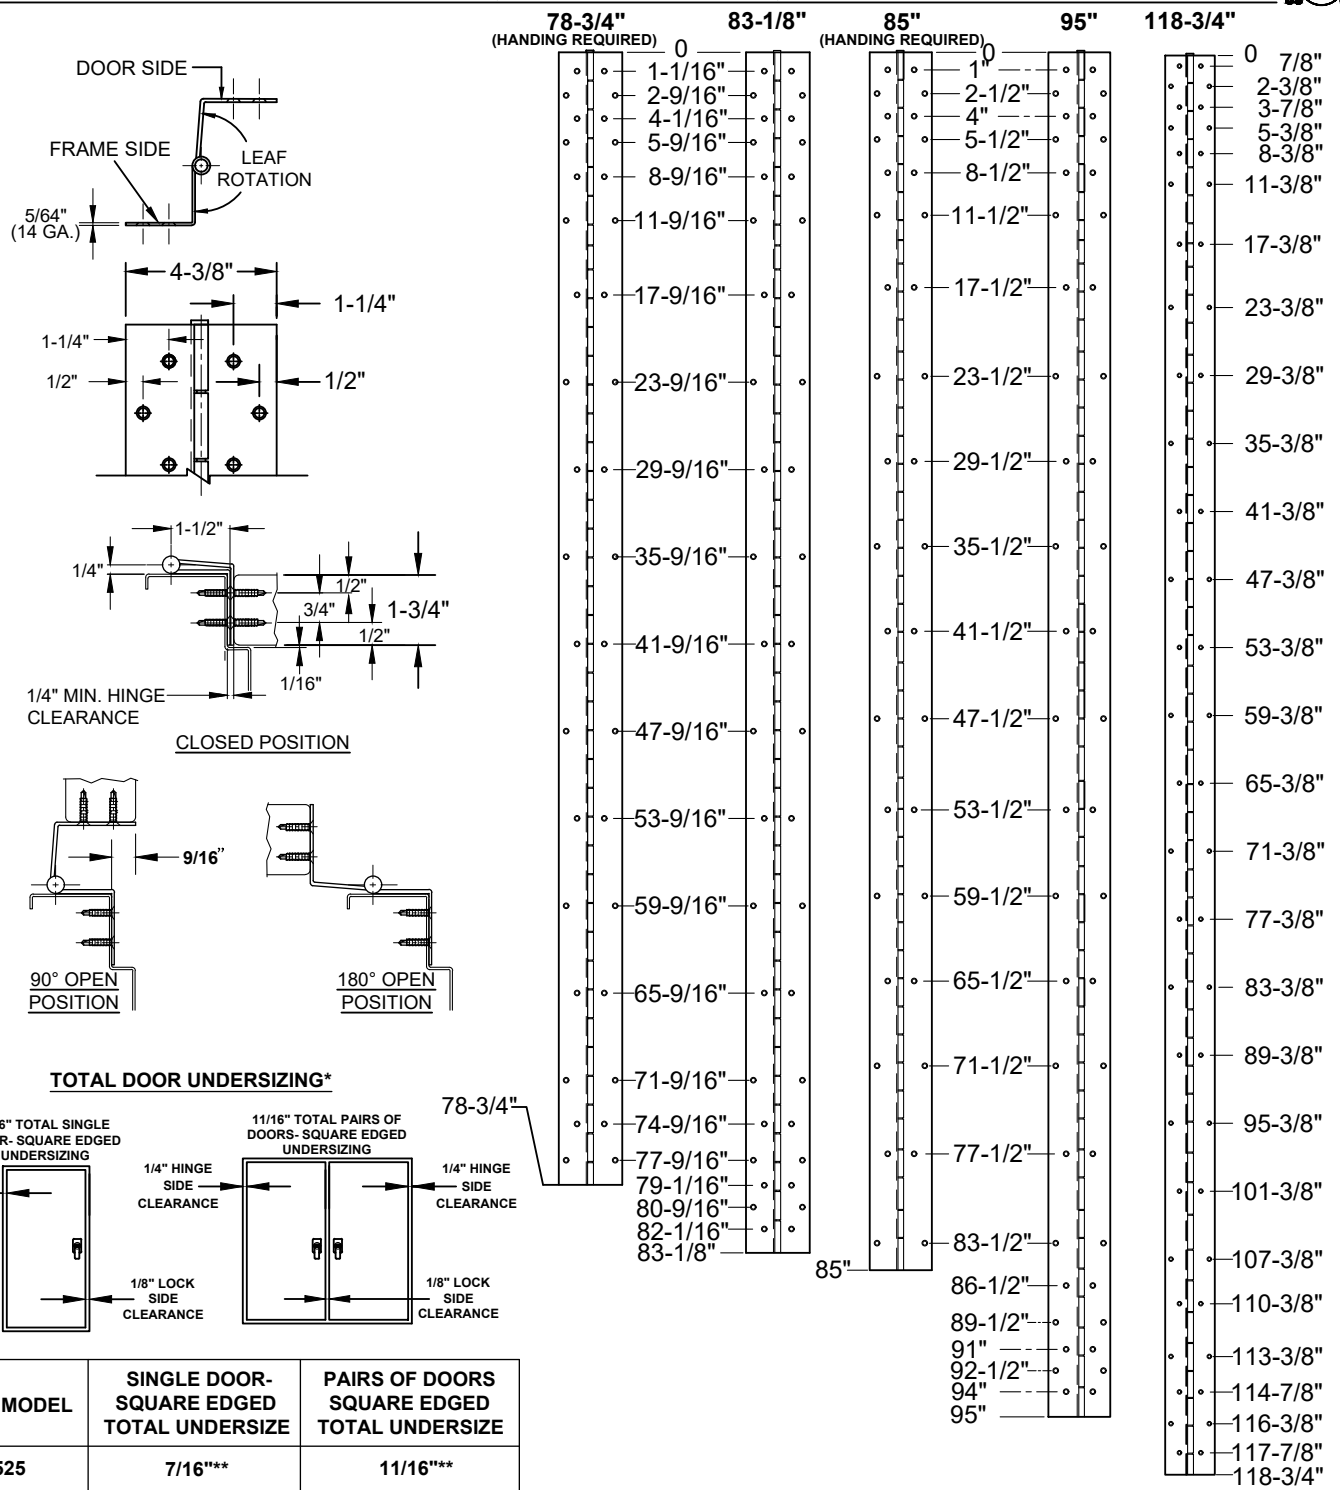 78-3/4"
(HANDING REQUIRED)
83-1/8"
85"
(HANDING REQUIRED)
95"
118-3/4"
DOOR SIDE
FRAME SIDE
LEAF
ROTATION
5/64"
(14 GA.)
4-3/8"
1-1/4"
1-1/4"
1/2"
1/2"
1-1/2"
1/4"
1/2"
3/4"
1-3/4"
1/2"
1/16"
1/4" MIN. HINGE
CLEARANCE
CLOSED POSITION
9/16"
90° OPEN
POSITION
180° OPEN
POSITION
0
1-1/16"
2-9/16"
4-1/16"
5-9/16"
8-9/16"
11-9/16"
17-9/16"
23-9/16"
29-9/16"
35-9/16"
41-9/16"
47-9/16"
53-9/16"
59-9/16"
65-9/16"
71-9/16"
78-3/4"
74-9/16"
77-9/16"
79-1/16"
80-9/16"
82-1/16"
83-1/8"
0
1"
2-1/2"
4"
5-1/2"
8-1/2"
11-1/2"
17-1/2"
23-1/2"
29-1/2"
35-1/2"
41-1/2"
47-1/2"
53-1/2"
59-1/2"
65-1/2"
71-1/2"
77-1/2"
83-1/2"
85"
86-1/2"
89-1/2"
91"
92-1/2"
94"
95"
0
7/8"
2-3/8"
3-7/8"
5-3/8"
8-3/8"
11-3/8"
17-3/8"
23-3/8"
29-3/8"
35-3/8"
41-3/8"
47-3/8"
53-3/8"
59-3/8"
65-3/8"
71-3/8"
77-3/8"
83-3/8"
89-3/8"
95-3/8"
101-3/8"
107-3/8"
110-3/8"
113-3/8"
114-7/8"
116-3/8"
117-7/8"
118-3/4"
TOTAL DOOR UNDERSIZING*
6" TOTAL SINGLE
R- SQUARE EDGED
UNDERSIZING
11/16" TOTAL PAIRS OF
DOORS- SQUARE EDGED
UNDERSIZING
1/4" HINGE
SIDE
CLEARANCE
1/4" HINGE
SIDE
CLEARANCE
1/8" LOCK
SIDE
CLEARANCE
1/8" LOCK
SIDE
CLEARANCE
MODEL
SINGLE DOOR-
SQUARE EDGED
TOTAL UNDERSIZE
PAIRS OF DOORS
SQUARE EDGED
TOTAL UNDERSIZE
525
7/16"**
11/16"**